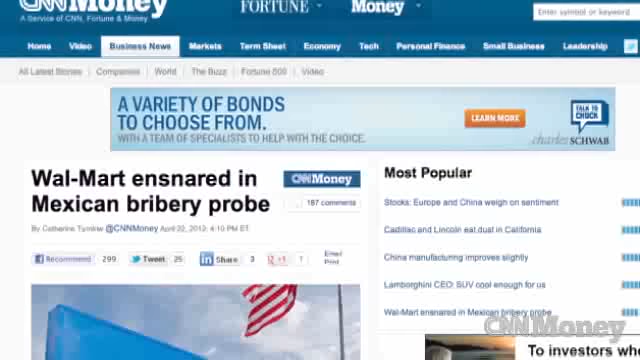 CNNMoney
A Service of CNN, Fortune & Money
FORTUNE
Money
Enter symbol or keyword
Home Video Business News Markets Term Sheet Economy Tech Personal Finance Small Business Leadership
All Latest Stories Companies World The Buzz Fortune 500 Video
A VARIETY OF BONDS
TO CHOOSE FROM.
WITH A TEAM OF SPECIALISTS TO HELP WITH THE CHOICE.
LEARN MORE
TALK TO
CHUCK
charles SCHWAB
Wal-Mart ensnared in
Mexican bribery probe
CNNMoney
187 comments
By Catherine Tymkiw @CNNMoney April 22, 2012: 4:10 PM ET
Recommend 299 Tweet 25 in Share 3 +1 1
Email
Print
Most Popular
Stocks: Europe and China weigh on sentiment
Cadillac and Lincoln eat dual in California
China manufacturing improves slightly
Lamborghini CEO: SUV cool enough for us
Wal-Mart ensnared in Mexican bribery probe
CNNMoney
To investors who